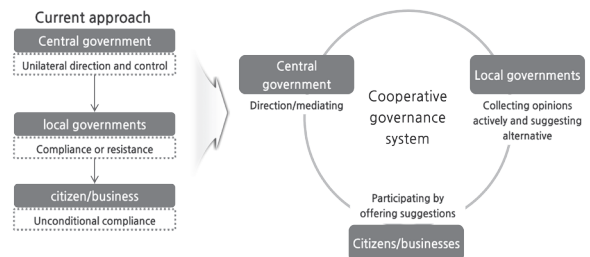 Current approach
Central government
Unilateral direction and control
local governments
Compliance or resistance
citizen/business
Unconditional compliance
Central
government
Direction/mediating
Cooperative
governance
system
Local governments
Collecting opinions
actively and suggesting
alternative
Participating by
offering suggestions
Citizens/businesses